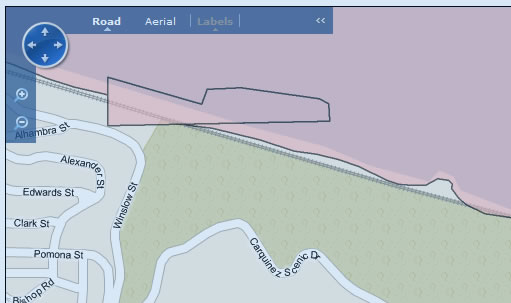 Road Aerial Labels «
Alhambra St
Alexander St
Edwards St
Winslow St
Clark St
Pomona St
Carquinez Scenic D
Bishop Rd